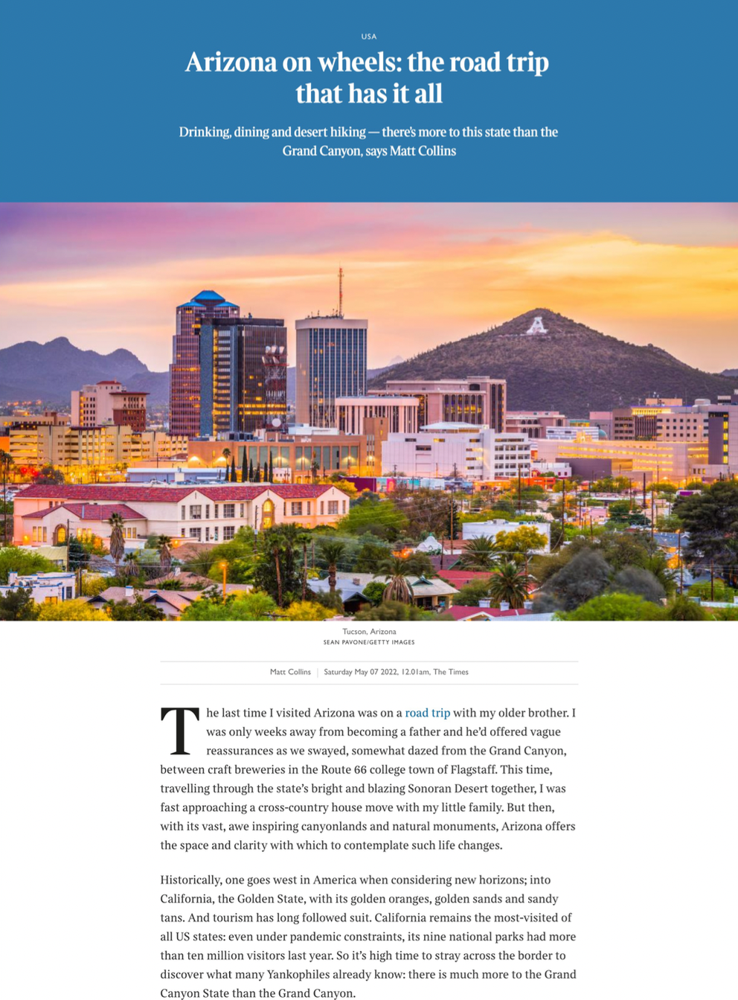 USA
Arizona on wheels: the road trip
that has it all
Drinking, dining and desert hiking — there's more to this state than the
Grand Canyon, says Matt Collins
A
Tucson, Arizona
SEAN PAVONE/GETTY IMAGES
Matt Collins | Saturday May 07 2022, 12.01am, The Times
The last time I visited Arizona was on a road trip with my older brother. I
was only weeks away from becoming a father and he'd offered vague
reassurances as we swayed, somewhat dazed from the Grand Canyon,
between craft breweries in the Route 66 college town of Flagstaff. This time,
travelling through the state's bright and blazing Sonoran Desert together, I was
fast approaching a cross-country house move with my little family. But then,
with its vast, awe inspiring canyonlands and natural monuments, Arizona offers
the space and clarity with which to contemplate such life changes.
Historically, one goes west in America when considering new horizons; into
California, the Golden State, with its golden oranges, golden sands and sandy
tans. And tourism has long followed suit. California remains the most-visited of
all US states: even under pandemic constraints, its nine national parks had more
than ten million visitors last year. So it's high time to stray across the border to
discover what many Yankophiles already know: there is much more to the Grand
Canyon State than the Grand Canyon.